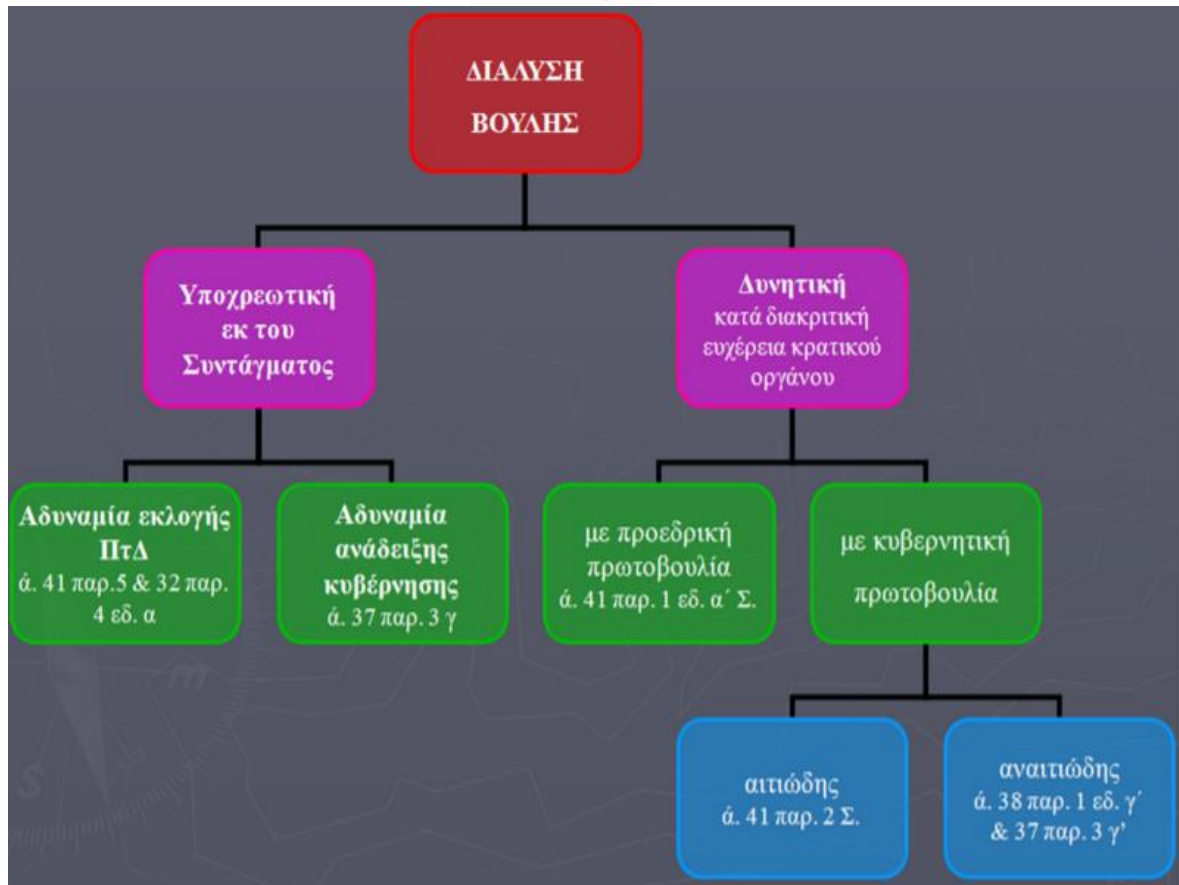 ΔΙΑΛΥΣΗ
ΒΟΥΛΗΣ
Υποχρεωτική
εκ του
Συντάγματος
Δυνητική
κατά διακριτική
ευχέρεια κρατικού
οργάνου
Αδυναμία εκλογής
ΠτΔ
ά. 41 παρ.5 & 32 παρ.
4 εδ. α
Αδυναμία
ανάδειξης
κυβέρνησης
ά. 37 παρ. 3 γ
με προεδρική
πρωτοβουλία
ά. 41 παρ. 1 εδ. α΄ Σ.
με κυβερνητική
πρωτοβουλία
αιτιώδης
ά. 41 παρ. 2 Σ.
αναιτιώδης
ά. 38 παρ. 1 εδ. γ΄
& 37 παρ. 3 γ’